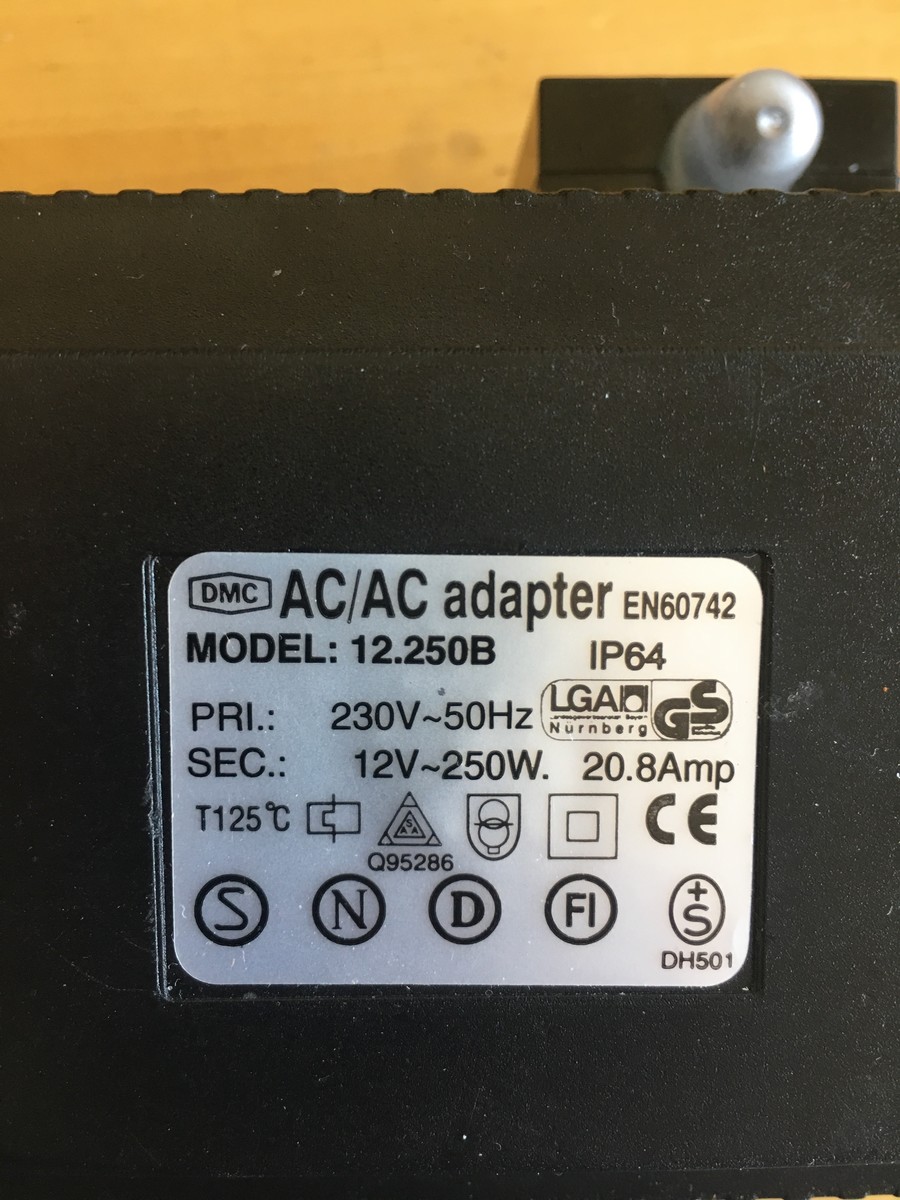 DMC AC/AC adapter EN60742
MODEL: 12.250B IP64
PRI.: 230V~50Hz
LGA
Nürnberg
GS
SEC.: 12V~250W. 20.8Amp
T125°C
SAA
CE
Q95286
S N D FI +S
DH501